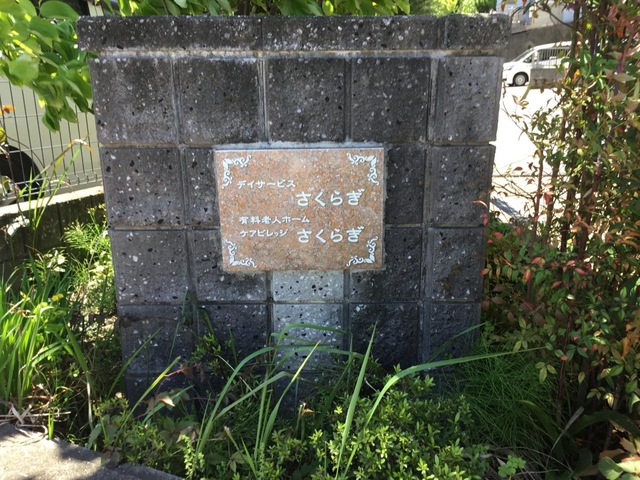 デイサービス
さくらぎ
有料老人ホーム
ケアビレッジ さくらぎ